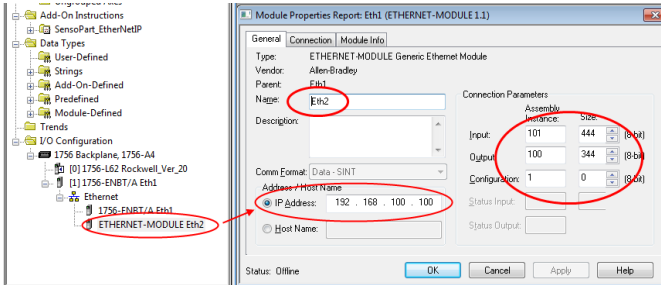 Add-On Instructions
SensoPart_EtherNetIP
Data Types
User-Defined
Strings
Add-On-Defined
Predefined
Module-Defined
Trends
I/O Configuration
1756 Backplane, 1756-A4
[0] 1756-L62 Rockwell_Ver_20
[1] 1756-ENBT/A Eth1
Ethernet
1756-ENBT/A Eth1
ETHERNET-MODULE Eth2
Module Properties Report: Eth1 (ETHERNET-MODULE 1.1)
General Connection Module Info
Type: ETHERNET-MODULE Generic Ethernet Module
Vendor: Allen-Bradley
Parent: Eth1
Name: Eth2
Description:
Comm Format: Data - SINT
Address / Host Name
IP Address: 192 . 168 . 100 . 100
Host Name:
Connection Parameters
Assembly
Instance: Size:
Input: 101 444 (8-bit)
Output: 100 344 (8-bit)
Configuration: 1 0 (8-bit)
Status Input:
Status Output:
Status: Offline
OK Cancel Apply Help